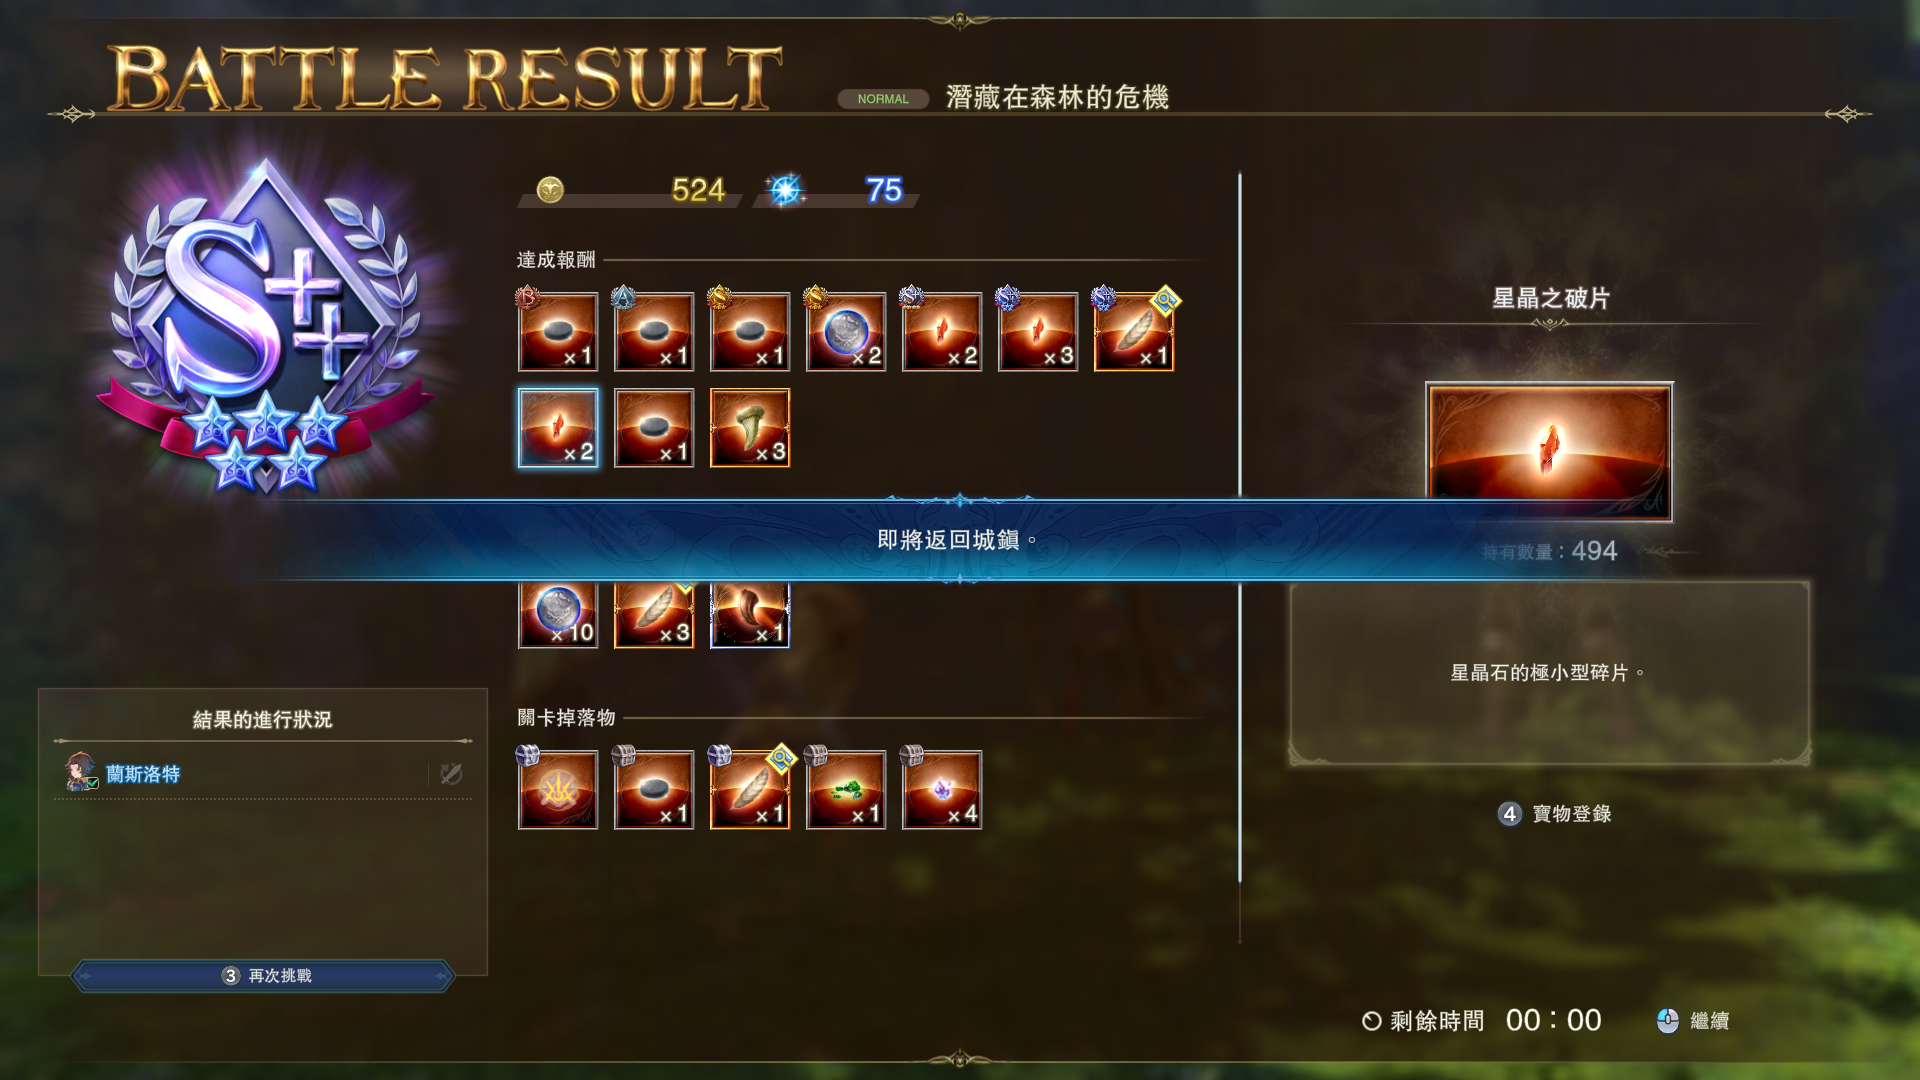 BATTLE RESULT
NORMAL 潛藏在森林的危機
S++
524 75
達成報酬
B A S S S S+ S+
×1 ×1 ×1 ×2 ×2 ×3 ×1
×2 ×1 ×3
星晶之破片
即將返回城鎮。
持有數量：494
×10 ×3 ×1
星晶石的極小型碎片。
結果的進行狀況
蘭斯洛特
關卡掉落物
×1 ×1 ×1 ×4
4 寶物登錄
3 再次挑戰
剩餘時間 00：00 繼續